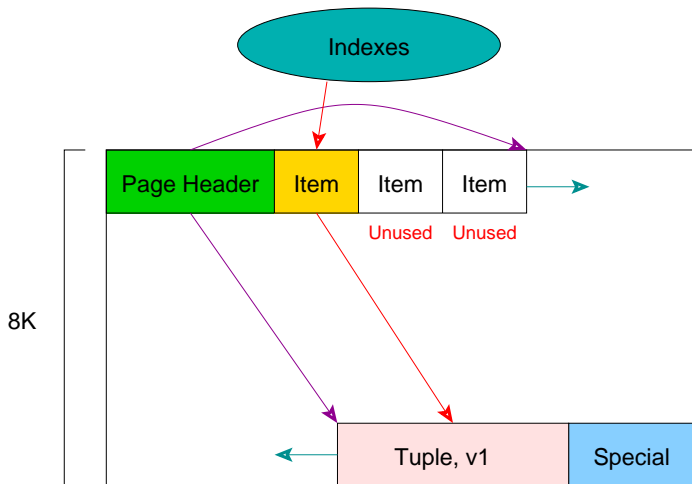 Indexes
Page Header Item Item Item
Unused Unused
8K
Tuple, v1 Special